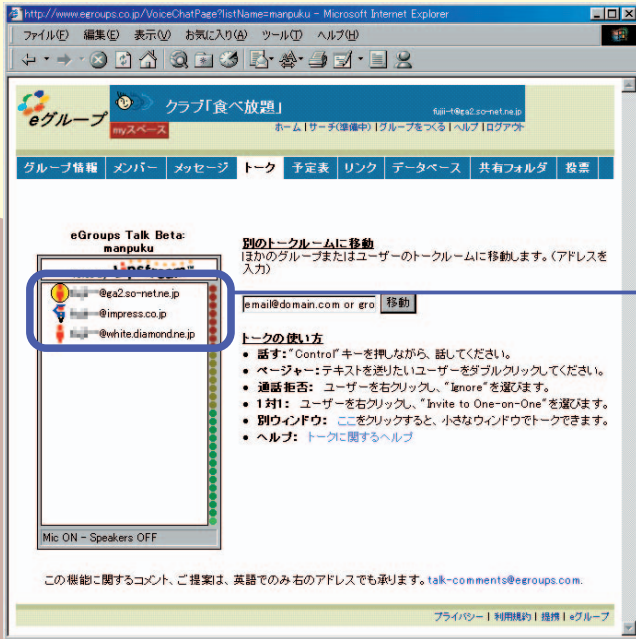 http://www.egroups.co.jp/VoiceChatPage?listName=manpuku - Microsoft Internet Explorer
ファイル(F) 編集(E) 表示(V) お気に入り(A) ツール(T) ヘルプ(H)
eグループ
クラブ「食べ放題」
myスペース
ホーム | サーチ(準備中) | グループをつくる | ヘルプ | ログアウト
グループ情報 メンバー メッセージ トーク 予定表 リンク データベース 共有フォルダ 投票
eGroups Talk Beta:
manpuku
@ga2.so-net.ne.jp
@impress.co.jp
@white.diamond.ne.jp
Mic ON - Speakers OFF
別のトークルームに移動
ほかのグループまたはユーザーのトークルームに移動します。(アドレスを
入力)
email@domain.com or gro 移動
トークの使い方
● 話す: "Control" キーを押しながら、話してください。
● ページャー: テキストを送りたいユーザーをダブルクリックしてください。
● 通話拒否: ユーザーを右クリックし、"Ignore" を選びます。
● 1対1: ユーザーを右クリックし、"Invite to One-on-One" を選びます。
● 別ウィンドウ: ここをクリックすると、小さなウィンドウでトークできます。
● ヘルプ: トークに関するヘルプ
この機能に関するコメント、ご提案は、英語でのみ右のアドレスでも承ります。talk-comments@egroups.com.
プライバシー | 利用規約 | 提携 | eグループ